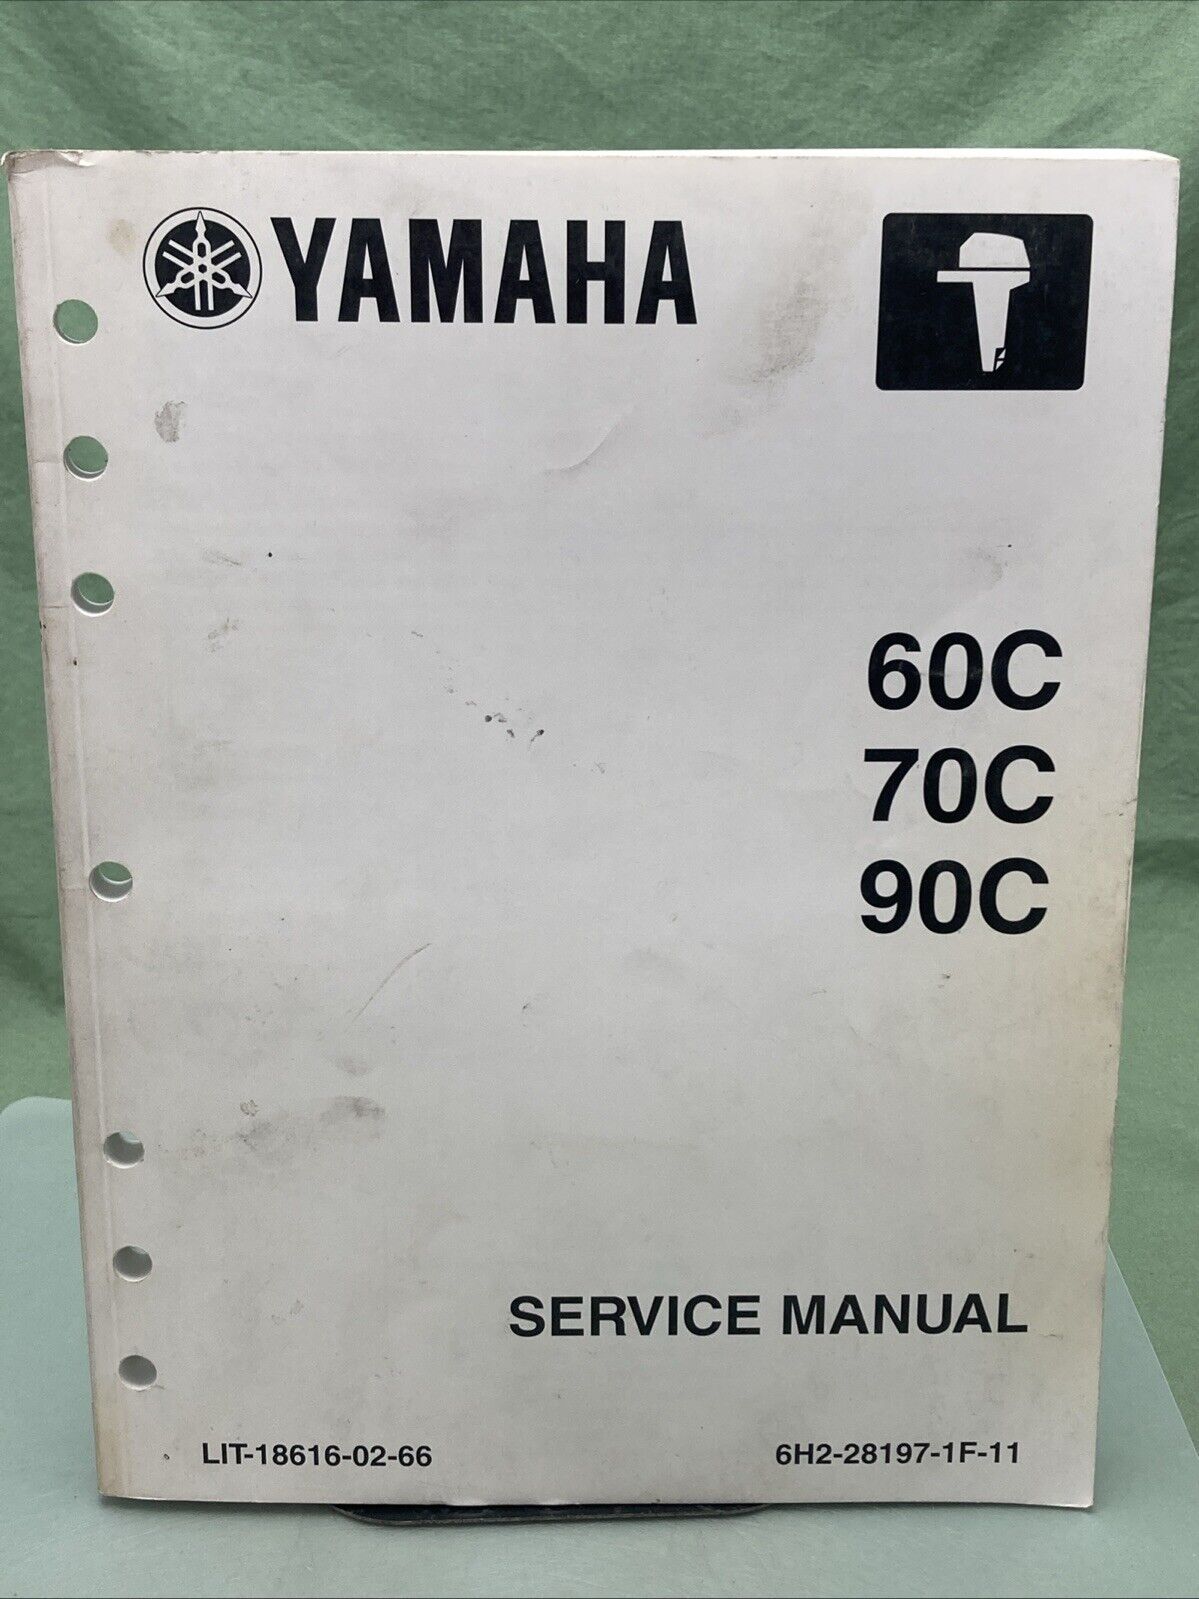 YAMAHA
60C
70C
90C
SERVICE MANUAL
LIT-18616-02-66
6H2-28197-1F-11